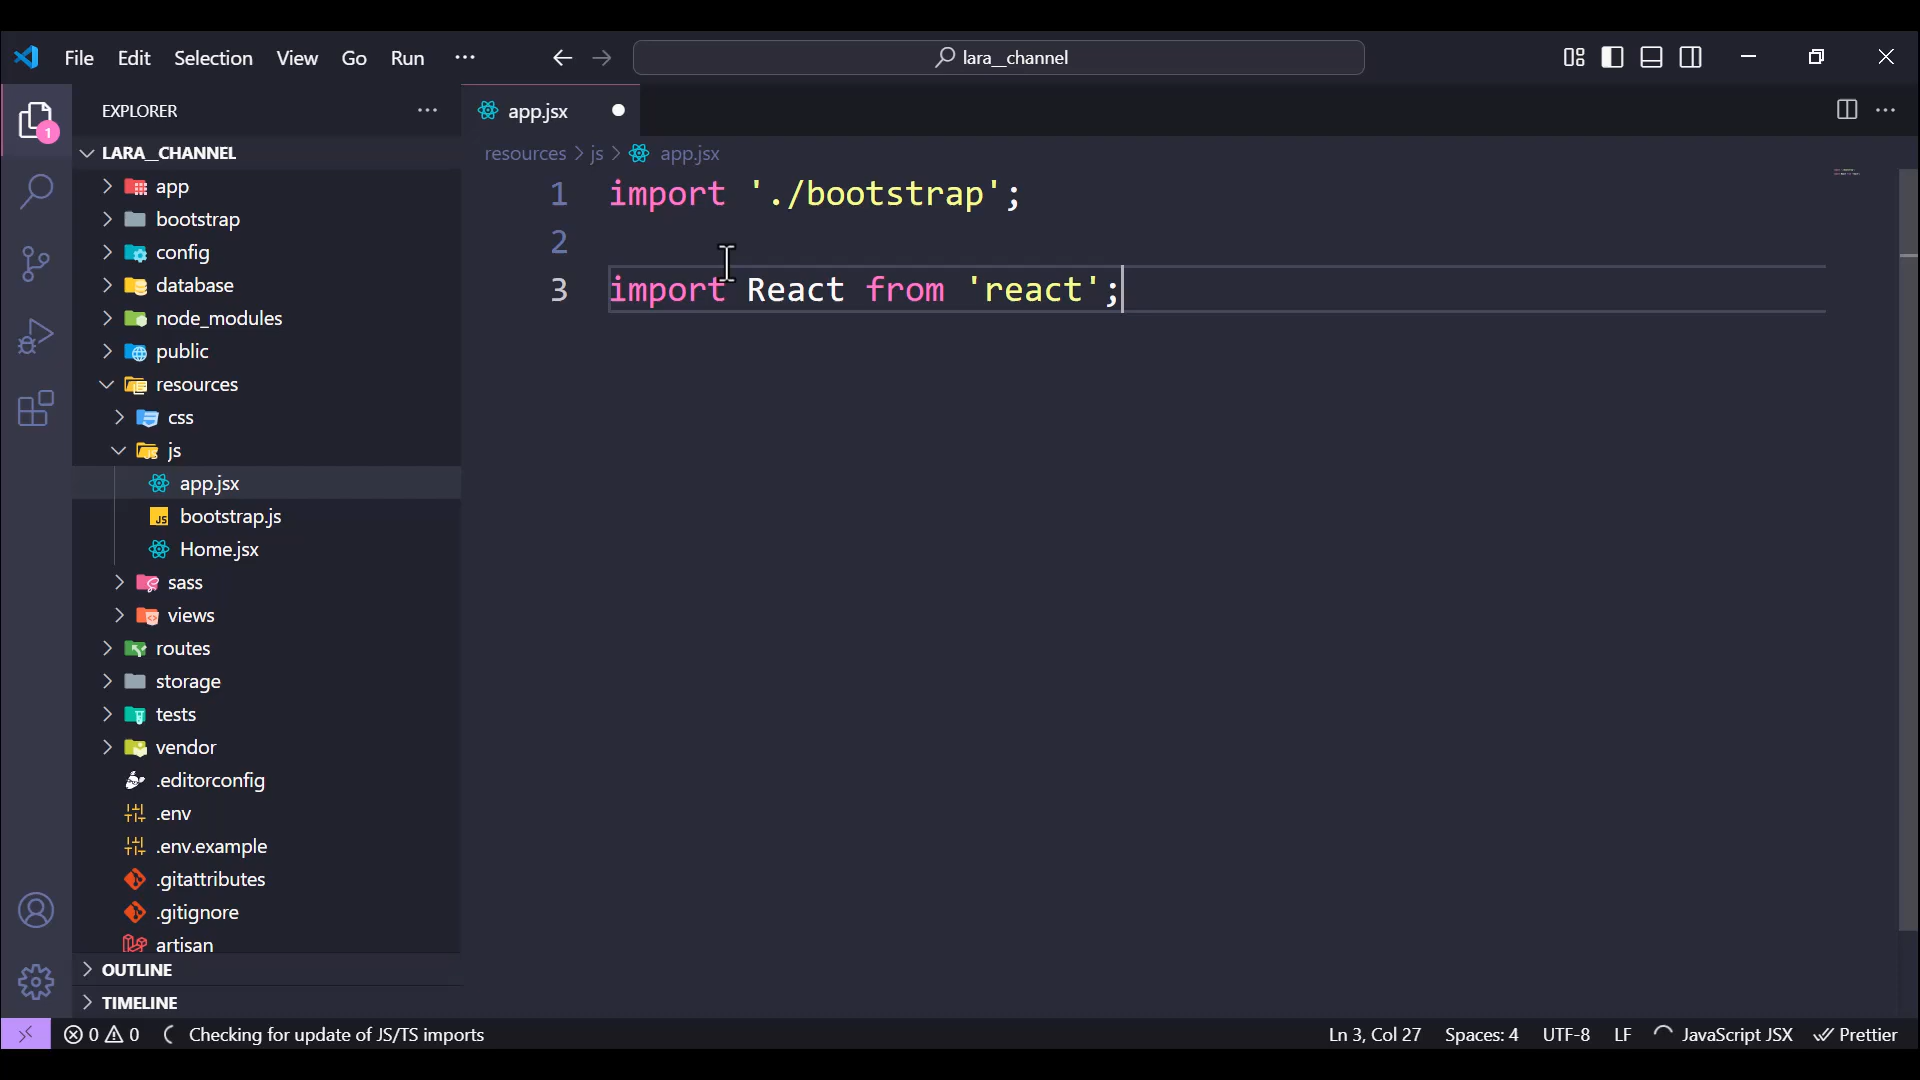 File Edit Selection View Go Run ··· lara__channel
EXPLORER ···
app.jsx
LARA__CHANNEL
resources > js > app.jsx
1 import './bootstrap';
2
3 import React from 'react';
app
bootstrap
config
database
node_modules
public
resources
css
js
app.jsx
bootstrap.js
Home.jsx
sass
views
routes
storage
tests
vendor
.editorconfig
.env
.env.example
.gitattributes
.gitignore
artisan
OUTLINE
TIMELINE
1
0 0 Checking for update of JS/TS imports Ln 3, Col 27 Spaces: 4 UTF-8 LF JavaScript JSX Prettier